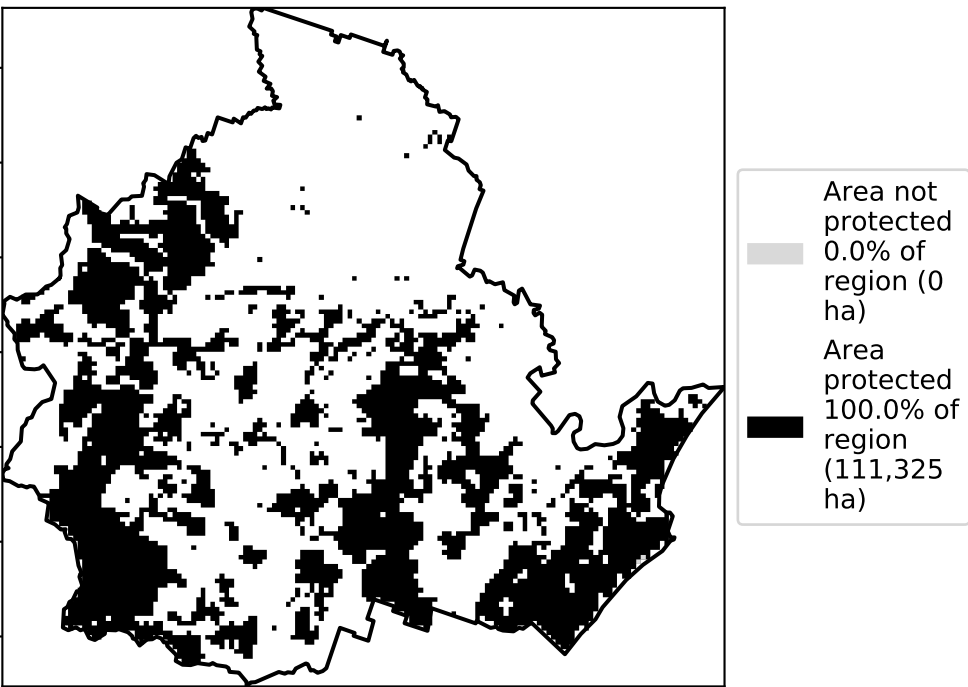 Area not
protected
0.0% of
region (0
ha)
Area
protected
100.0% of
region
(111,325
ha)